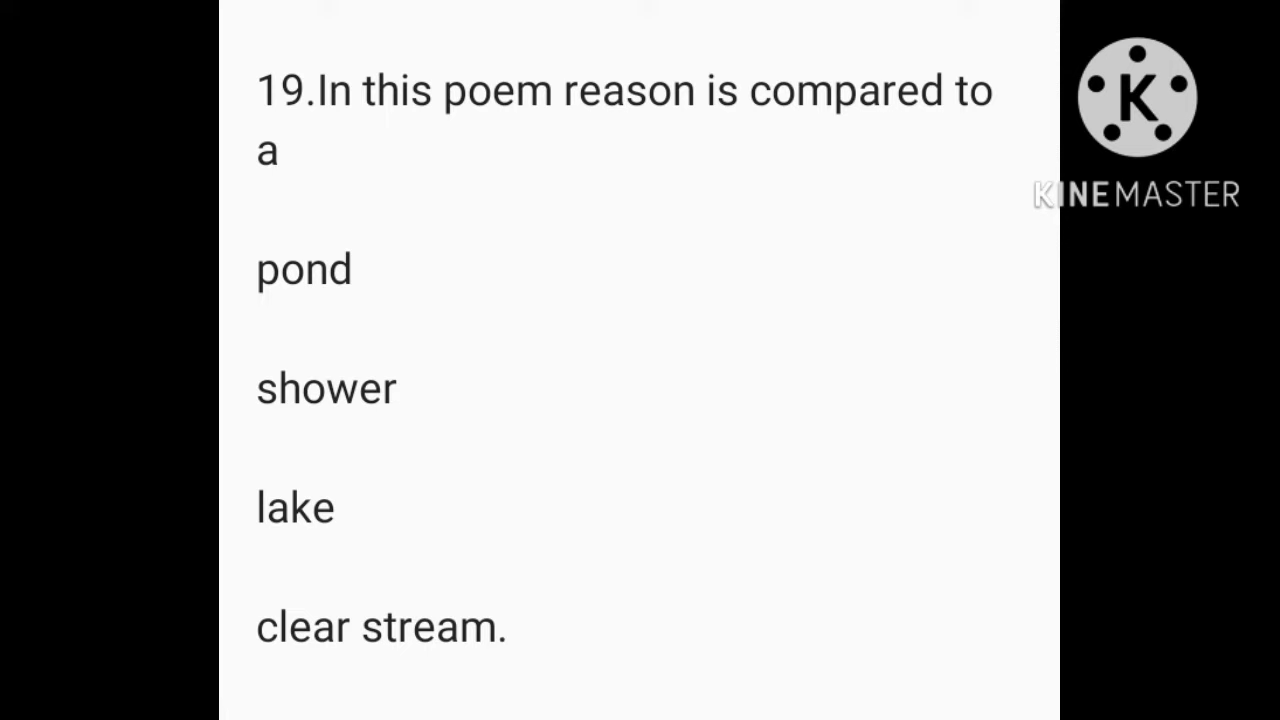 19.In this poem reason is compared to
a
pond
shower
lake
clear stream.
K
KINEMASTER